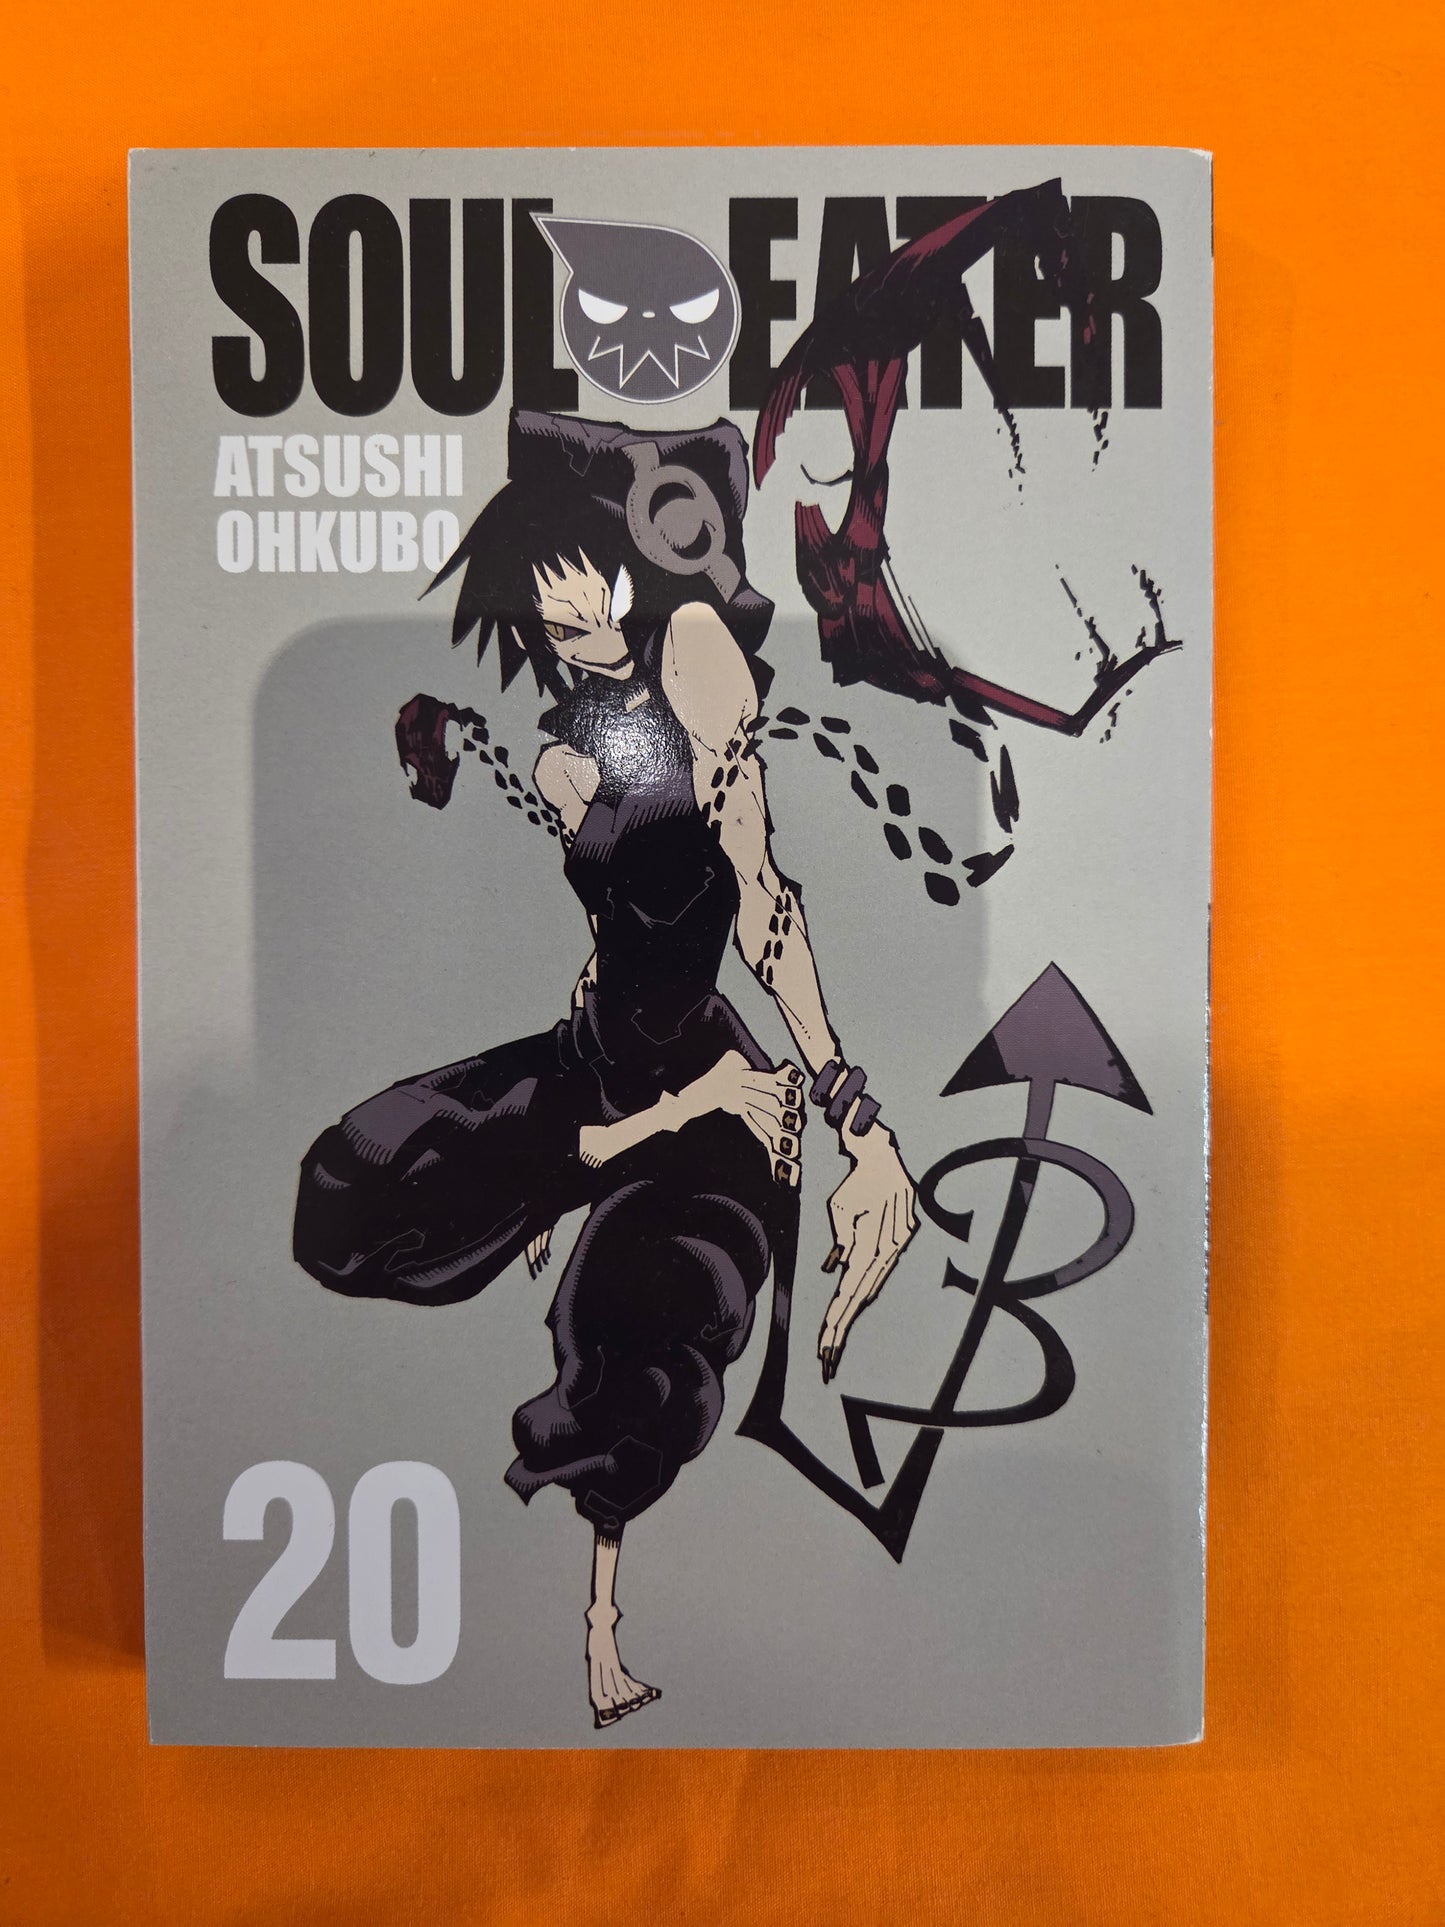 SOUL EATER
ATSUSHI
OHKUBO
20